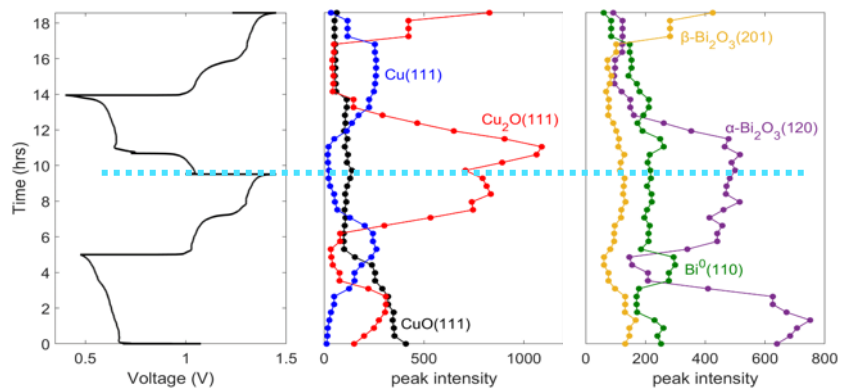 18
16
14
12
10
8
6
4
2
0
Time (hrs)
0.5
1
1.5
Voltage (V)
Cu(111)
Cu₂O(111)
CuO(111)
0
500
1000
peak intensity
β-Bi₂O₃(201)
α-Bi₂O₃(120)
Bi⁰(110)
0
200
400
600
800
peak intensity